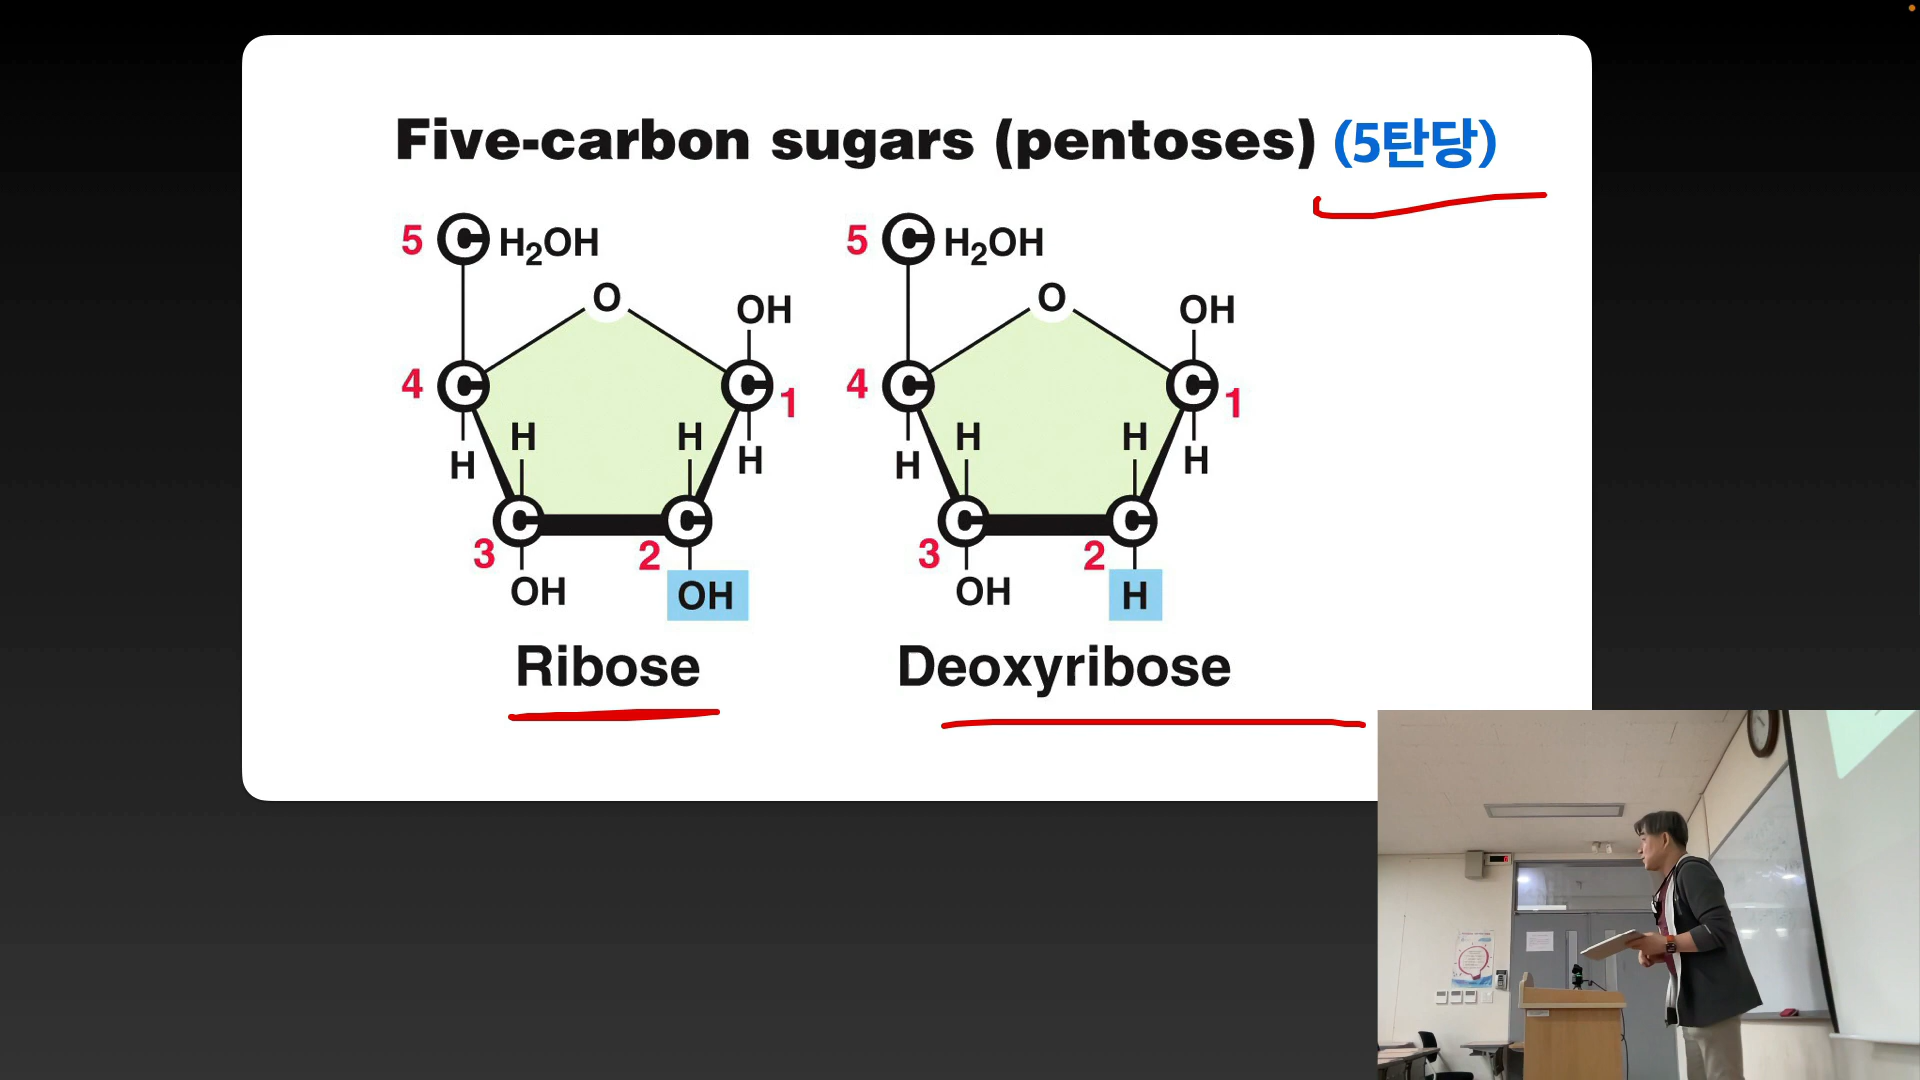 Five-carbon sugars (pentoses) (5탄당)
5 C H₂OH
O
OH
4 C
C 1
H
H
H
H
C
C
3
2
OH
OH
Ribose
5 C H₂OH
O
OH
4 C
C 1
H
H
H
H
C
C
3
2
OH
H
Deoxyribose